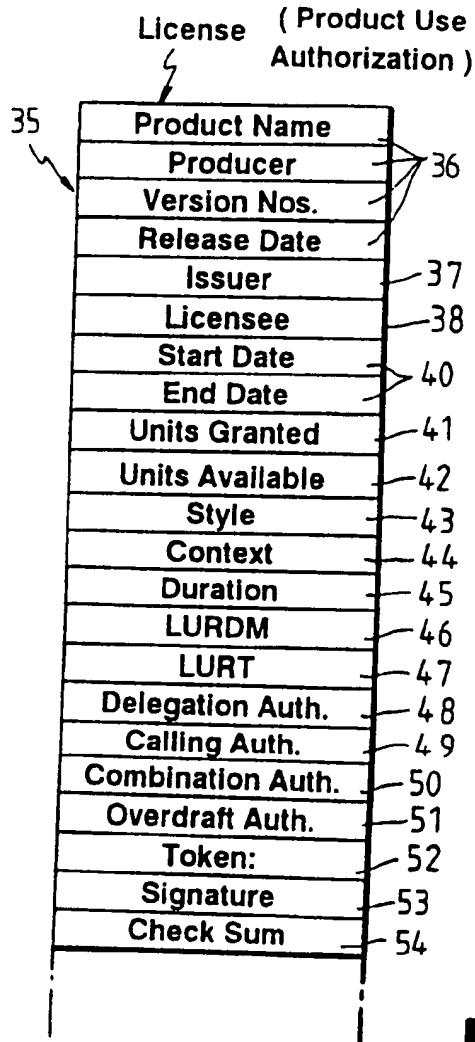 License ( Product Use
Authorization )
35
Product Name
Producer
36
Version Nos.
Release Date
Issuer 37
Licensee 38
Start Date
40
End Date
Units Granted 41
Units Available 42
Style 43
Context 44
Duration 45
LURDM 46
LURT 47
Delegation Auth. 48
Calling Auth. 49
Combination Auth. 50
Overdraft Auth. 51
Token: 52
Signature 53
Check Sum 54